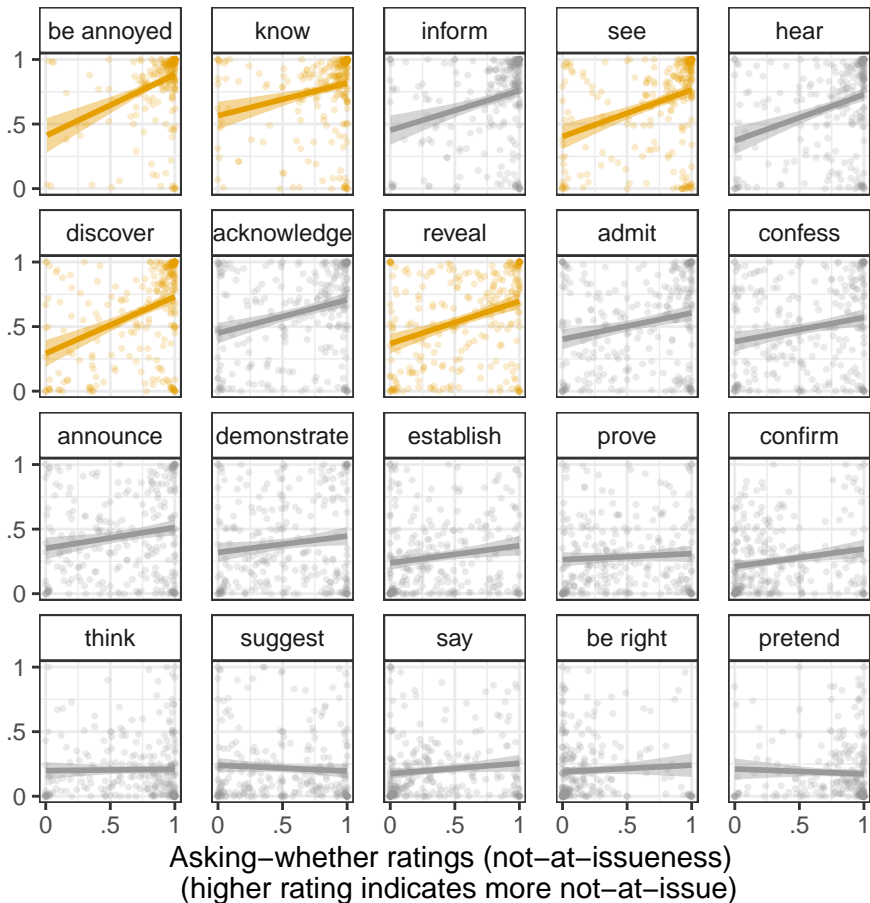 be annoyed know inform see hear
1
.5
0
discover acknowledge reveal admit confess
1
.5
0
announce demonstrate establish prove confirm
1
.5
0
think suggest say be right pretend
1
.5
0
0 .5 1 0 .5 1 0 .5 1 0 .5 1 0 .5 1
Asking−whether ratings (not−at−issueness)
(higher rating indicates more not−at−issue)